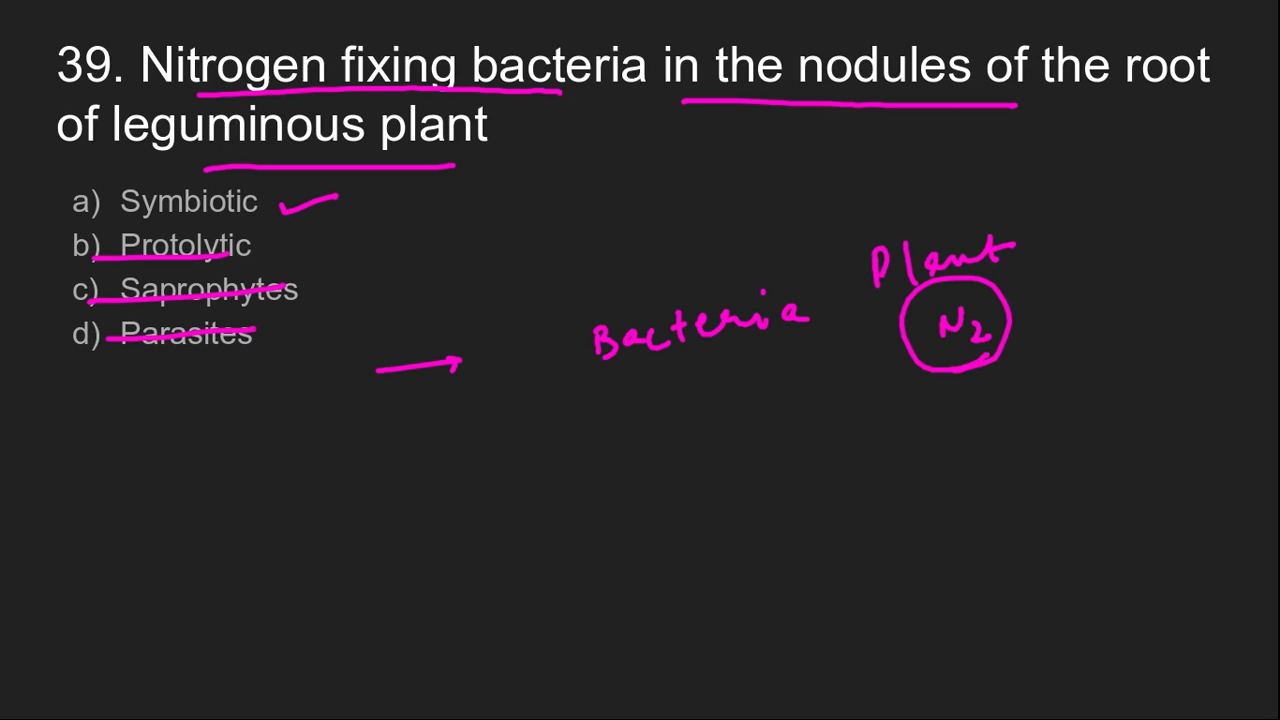 39. Nitrogen fixing bacteria in the nodules of the root
of leguminous plant
a) Symbiotic
b) Protolytic
c) Saprophytes
d) Parasites
Plant
Bacteria
N2